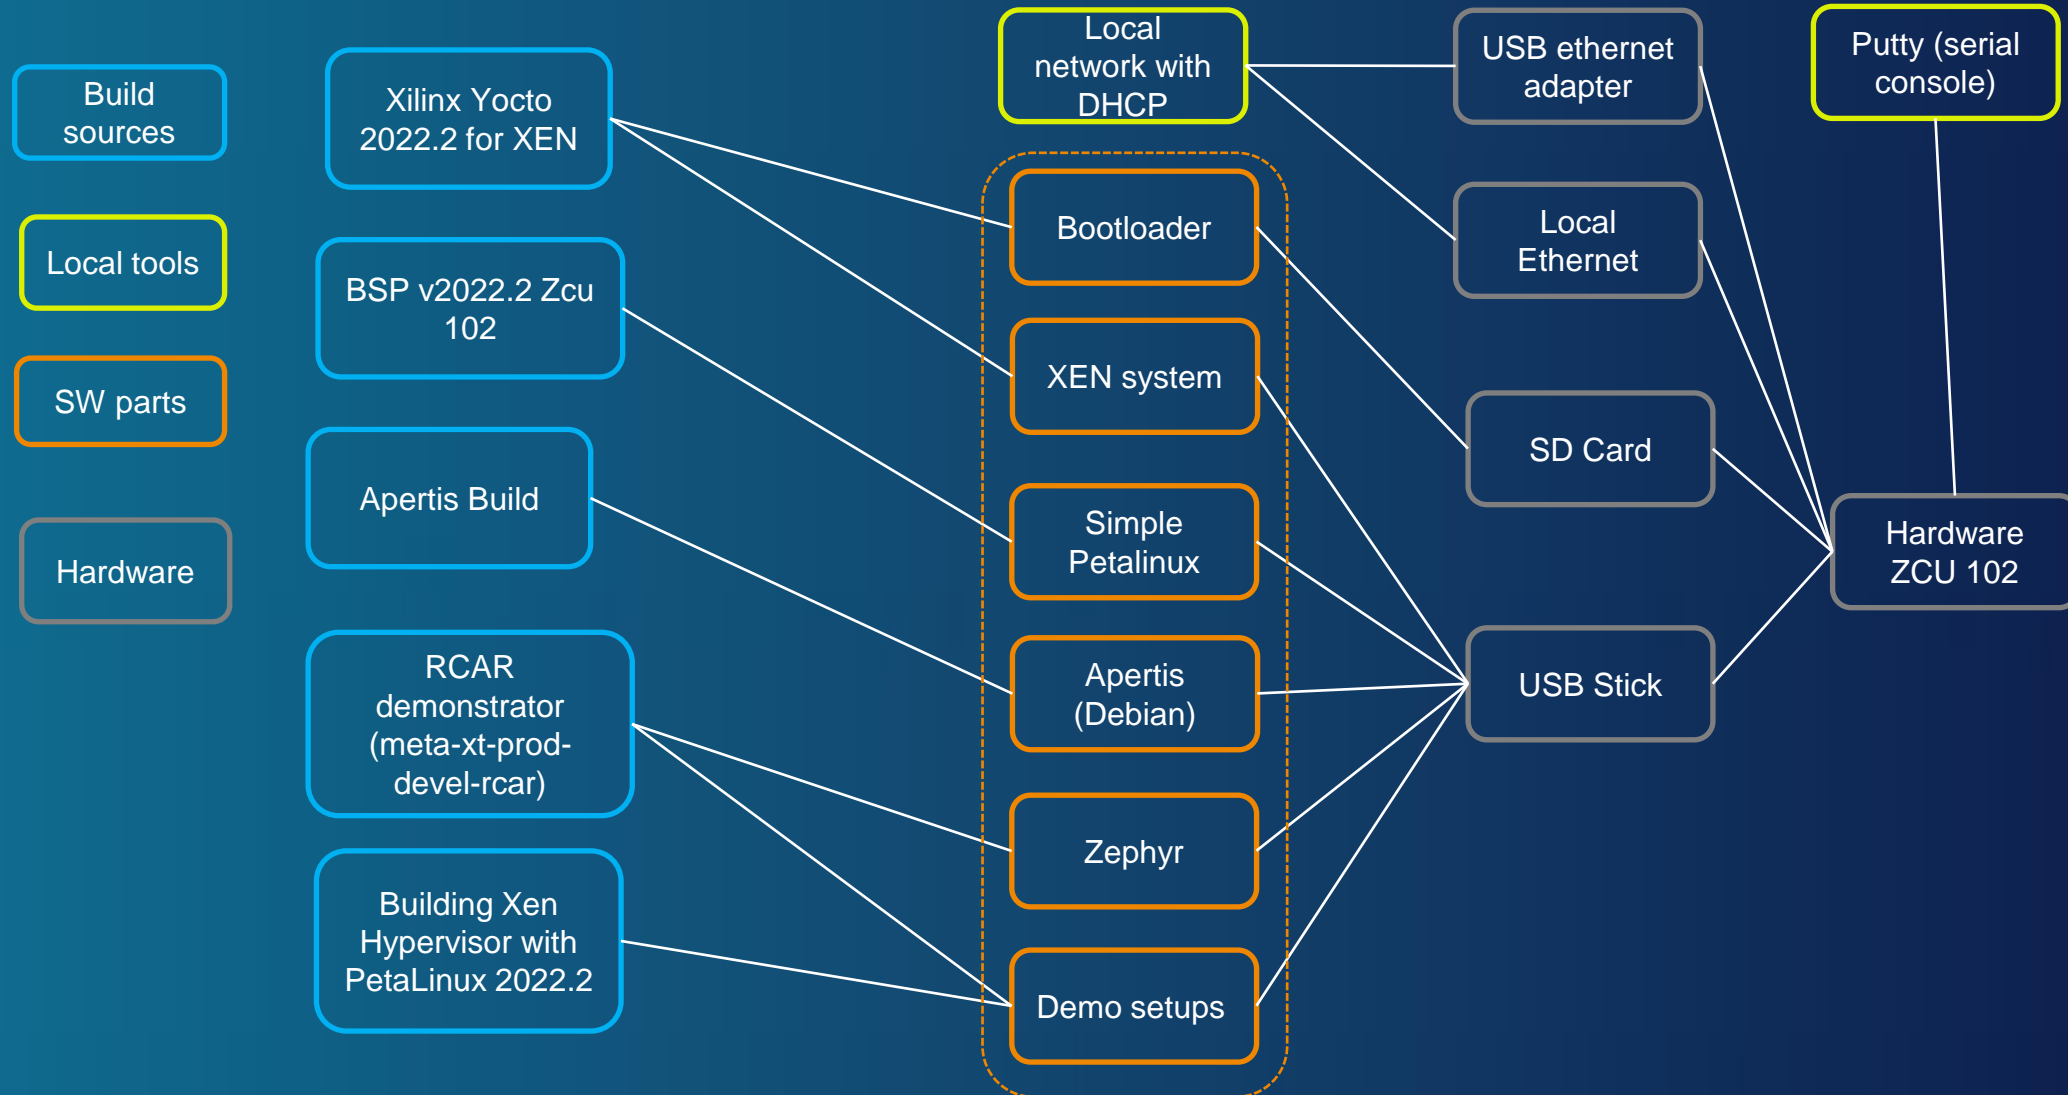 Build
sources
Local tools
SW parts
Hardware
Xilinx Yocto
2022.2 for XEN
BSP v2022.2 Zcu
102
Apertis Build
RCAR
demonstrator
(meta-xt-prod-
devel-rcar)
Building Xen
Hypervisor with
PetaLinux 2022.2
Local
network with
DHCP
Bootloader
XEN system
Simple
Petalinux
Apertis
(Debian)
Zephyr
Demo setups
USB ethernet
adapter
Local
Ethernet
SD Card
USB Stick
Putty (serial
console)
Hardware
ZCU 102